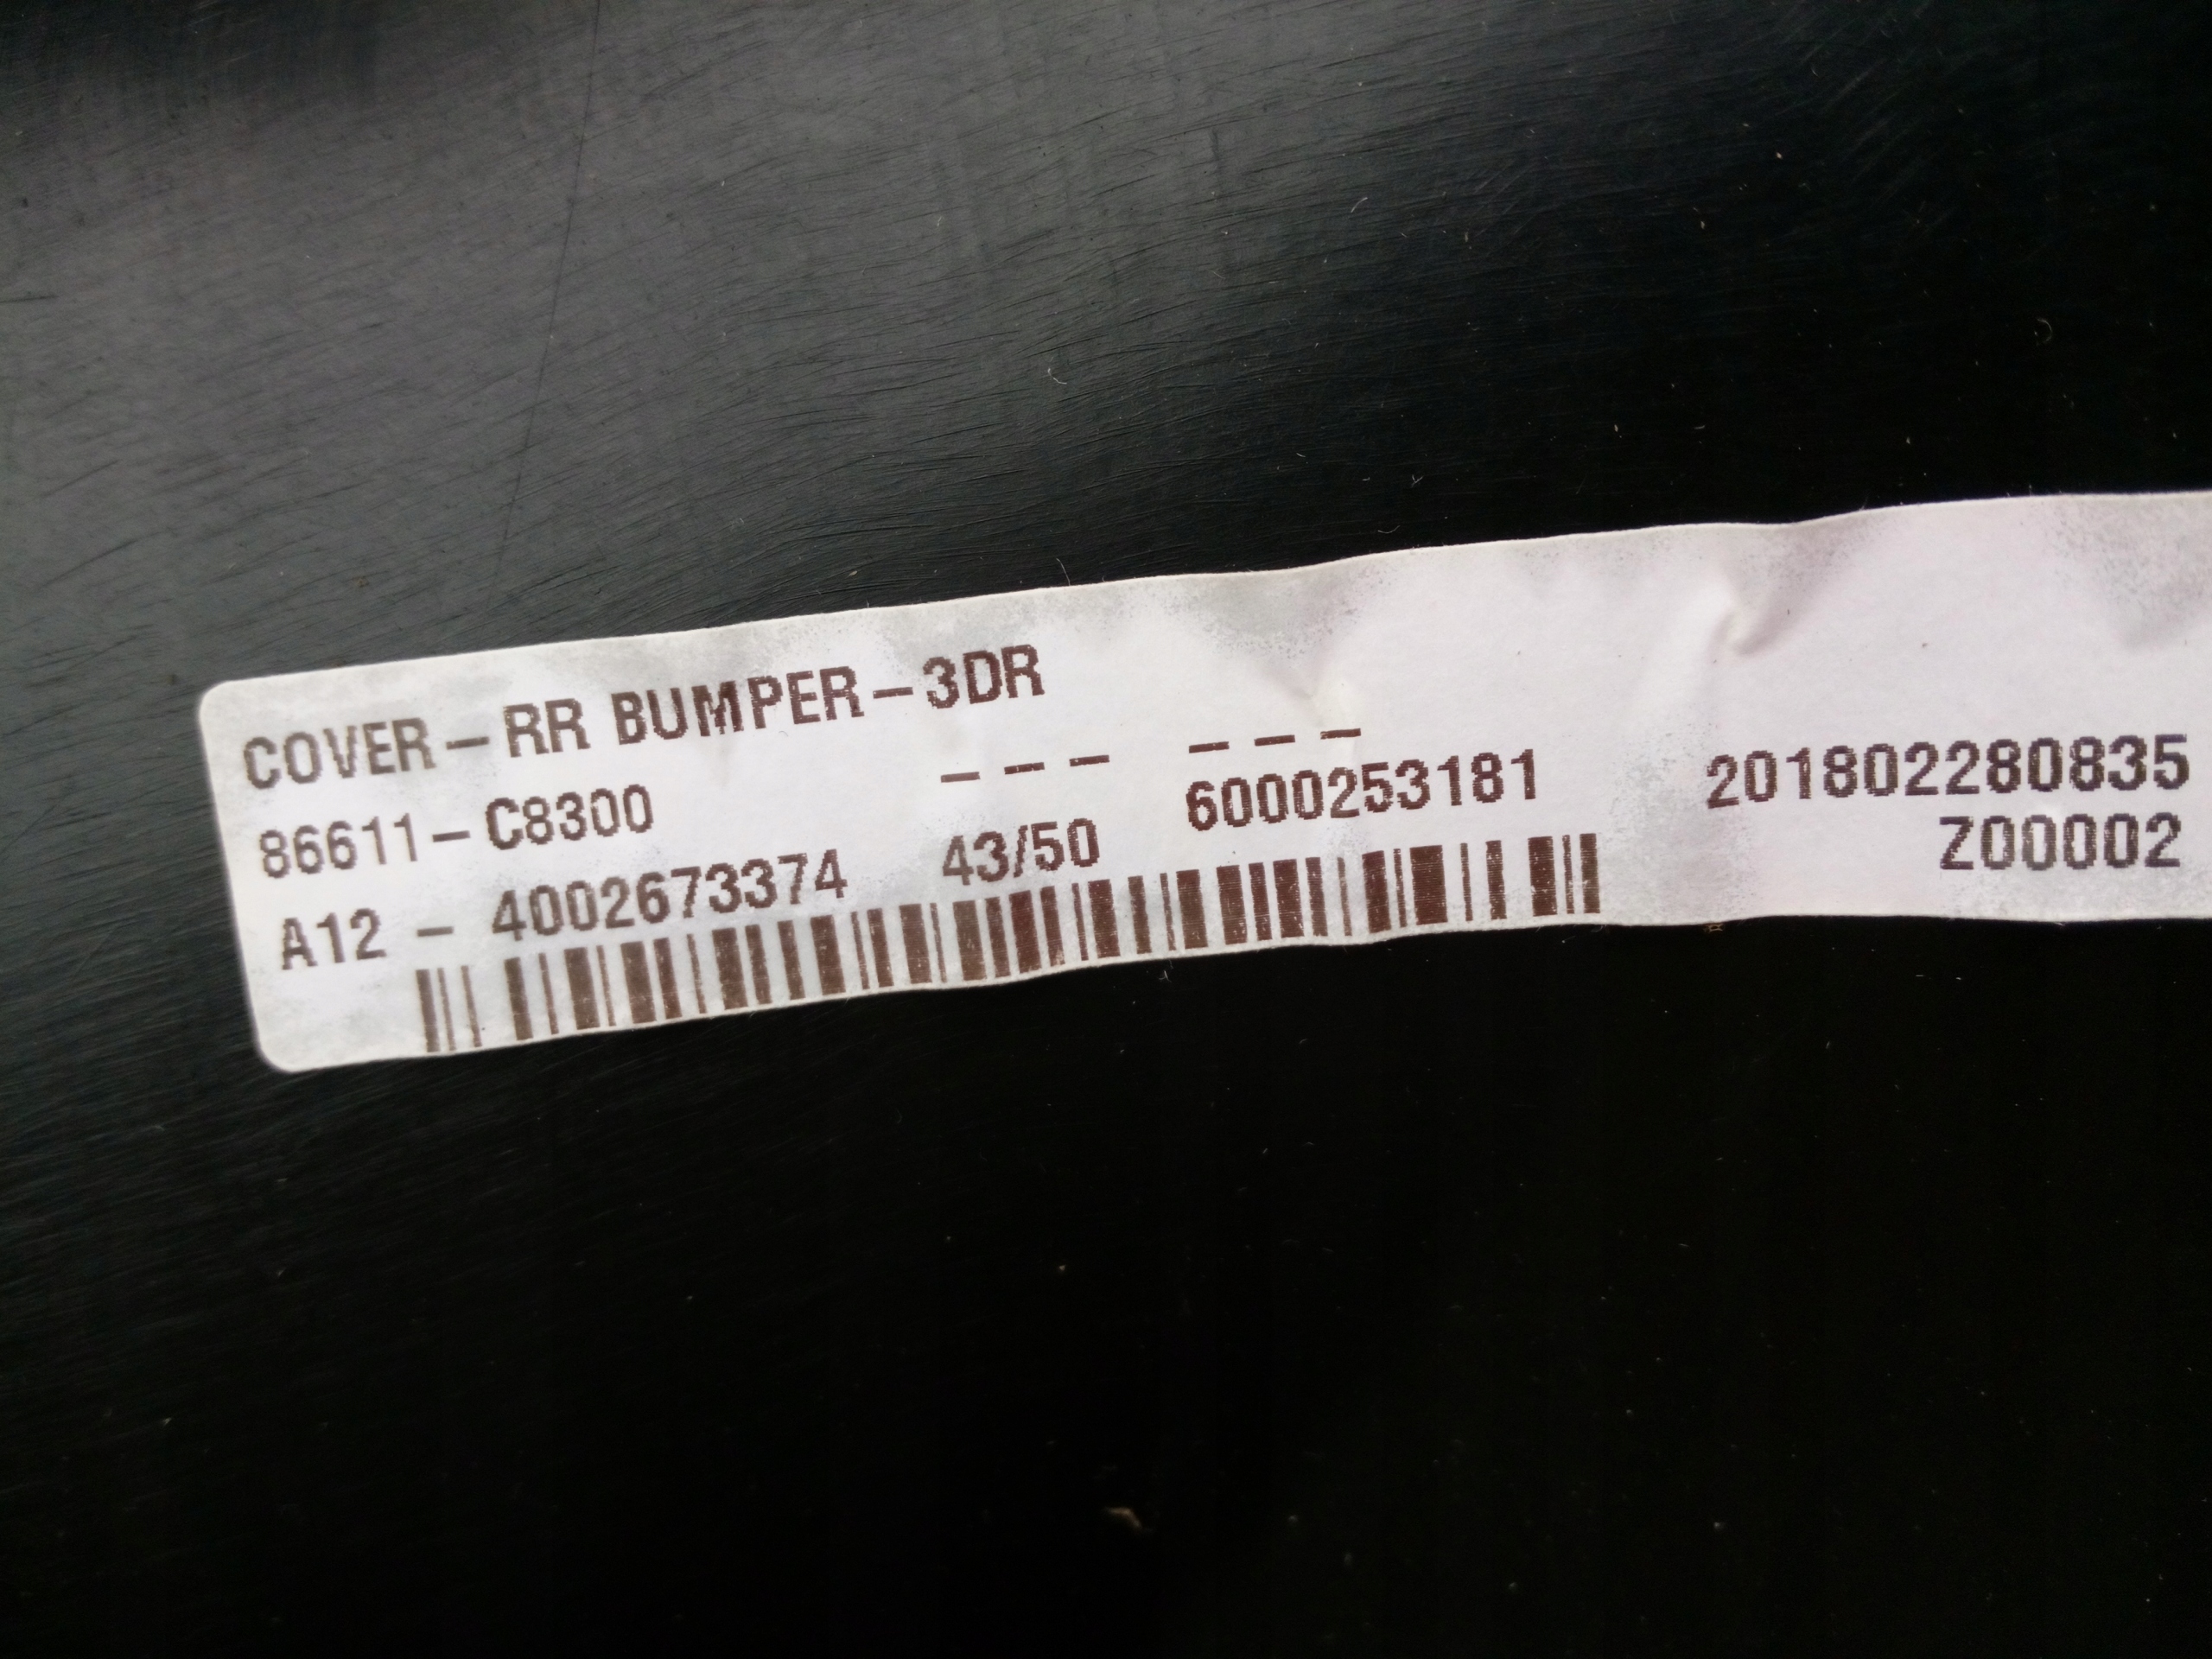 COVER-RR BUMPER-3DR
86611-C8300 --- ---
A12 - 4002673374 43/50 6000253181 201802280835
Z00002